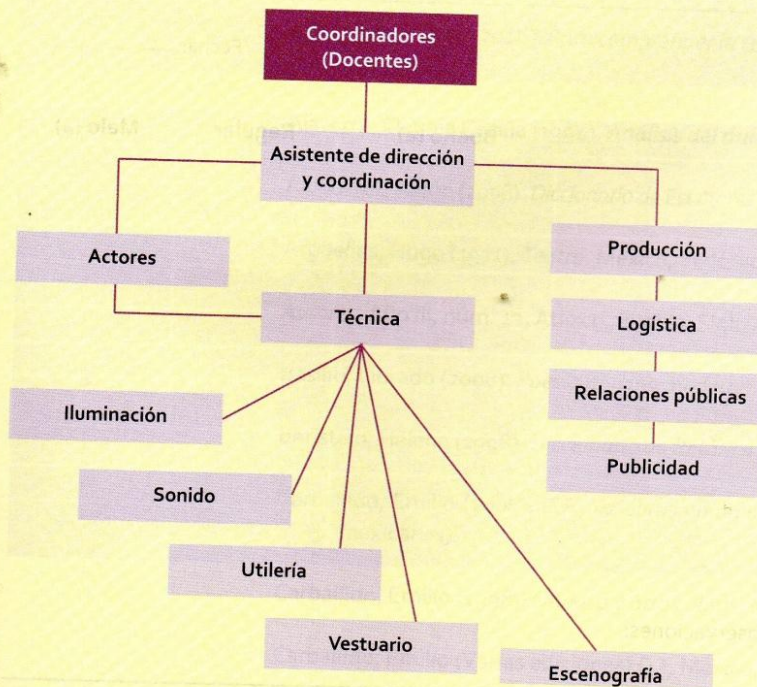 Coordinadores
(Docentes)
Asistente de dirección
y coordinación
Actores
Producción
Técnica
Logística
Iluminación
Relaciones públicas
Sonido
Publicidad
Utilería
Vestuario
Escenografía